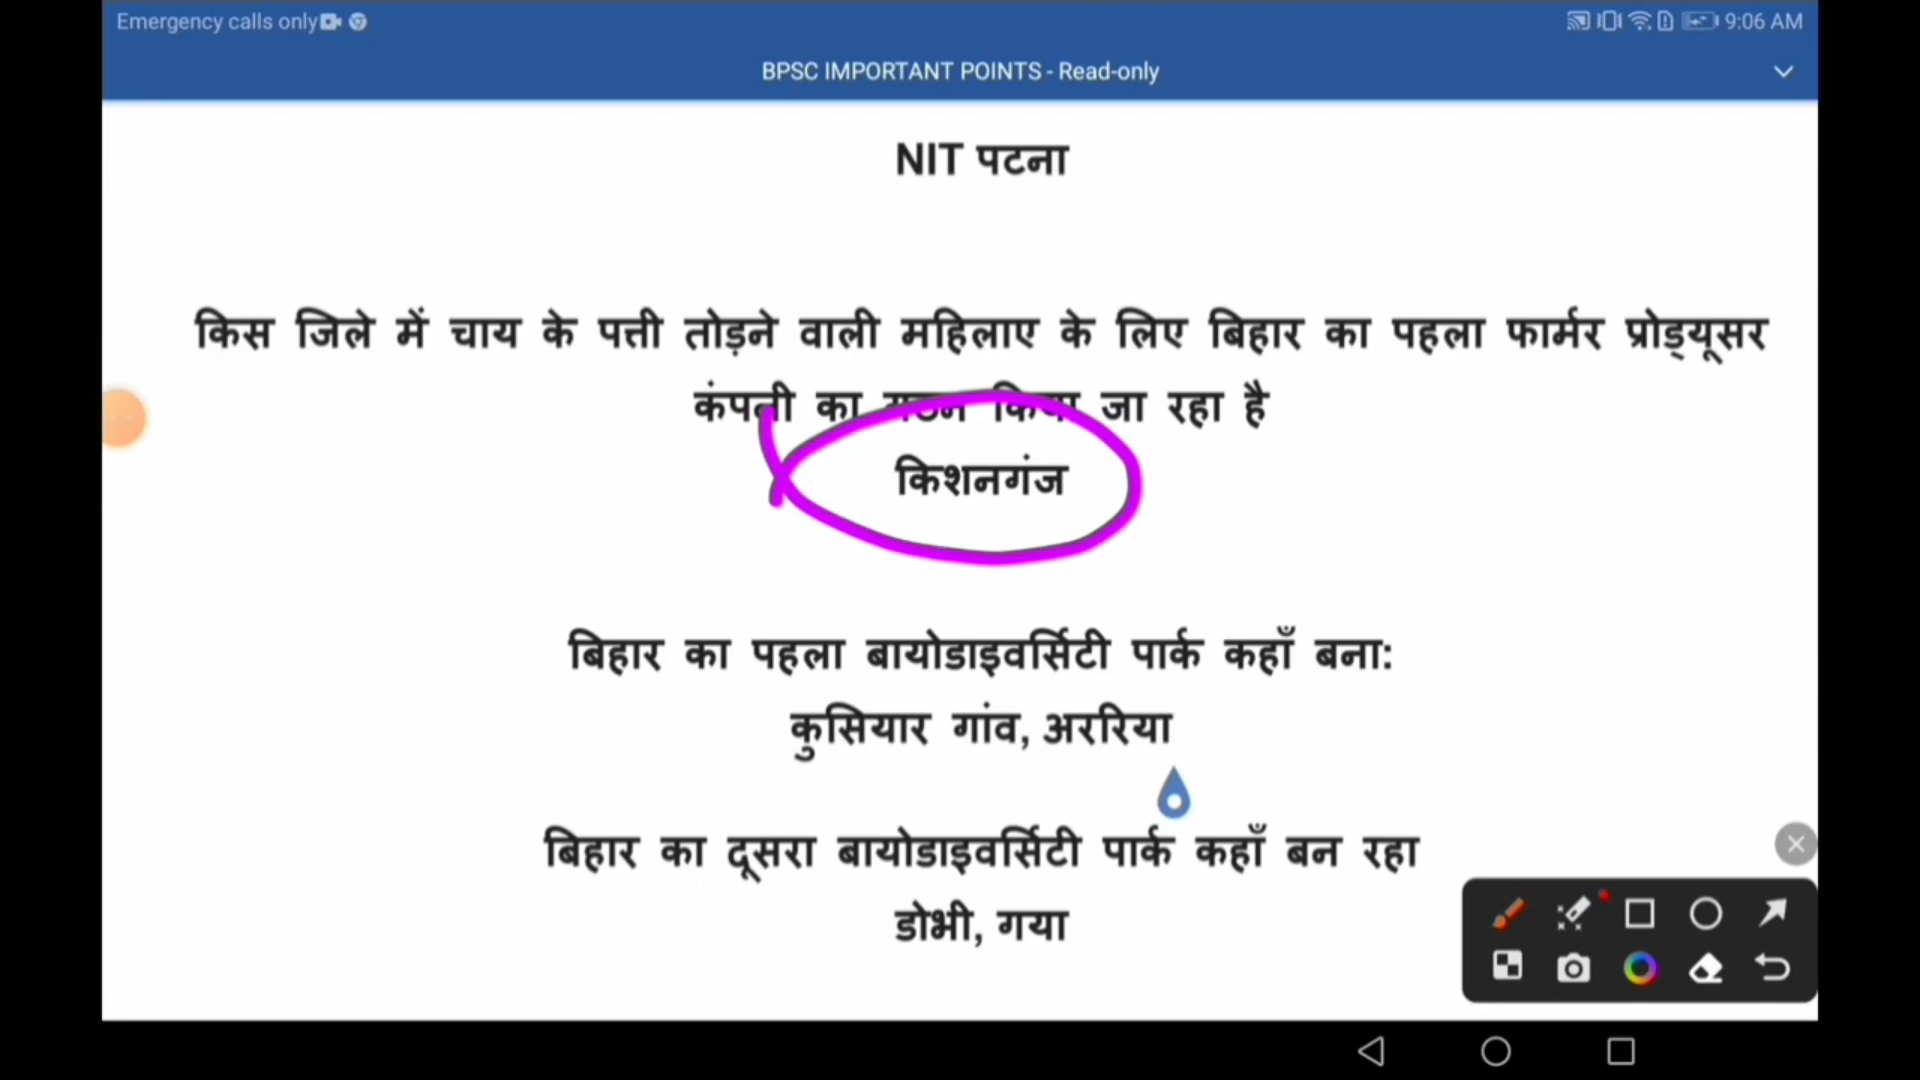 Emergency calls only
9:06 AM
BPSC IMPORTANT POINTS - Read-only
NIT पटना
किस जिले में चाय के पत्ती तोड़ने वाली महिलाए के लिए बिहार का पहला फार्मर प्रोड्यूसर
कंपनी का गठन किया जा रहा है
किशनगंज
बिहार का पहला बायोडाइवर्सिटी पार्क कहाँ बना:
कुसियार गांव, अररिया
बिहार का दूसरा बायोडाइवर्सिटी पार्क कहाँ बन रहा
डोभी, गया